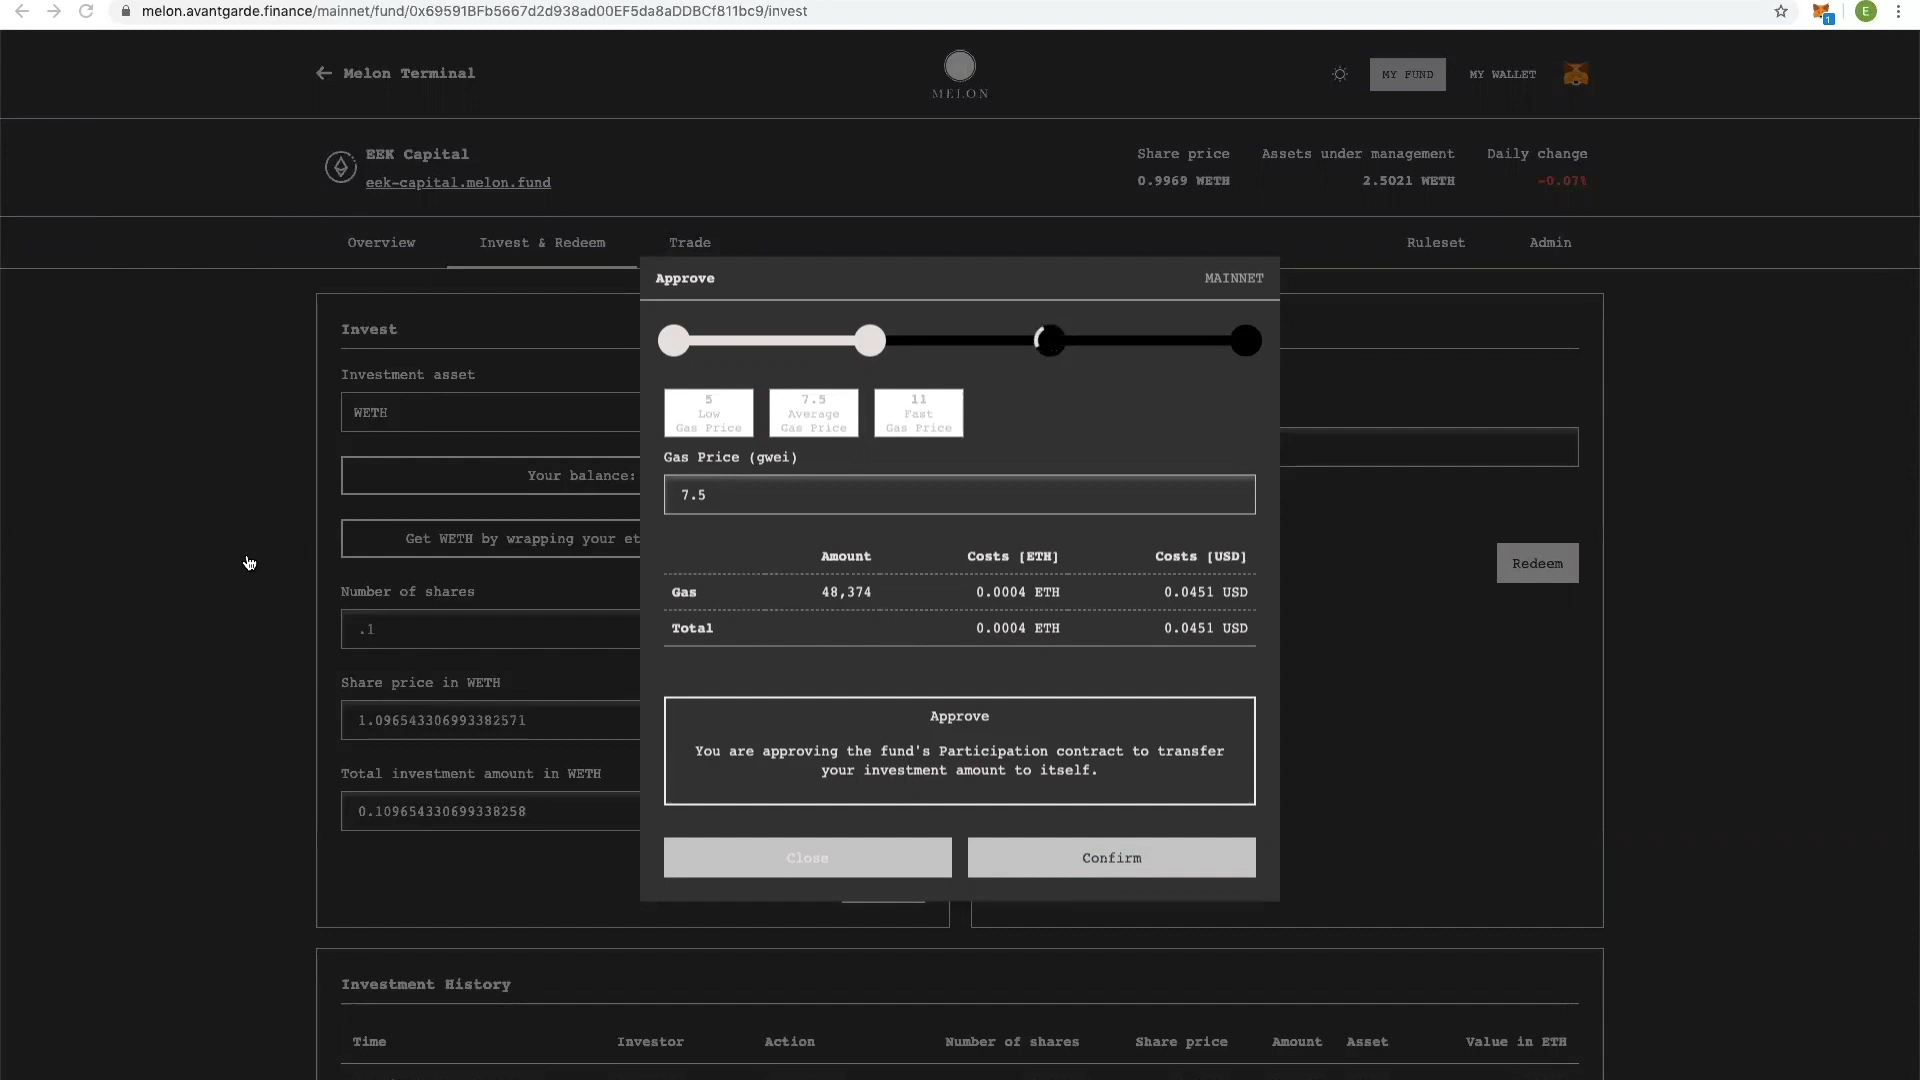 melon.avantgarde.finance/mainnet/fund/0x69591BFb5667d2d938ad00EF5da8aDDBCf811bc9/invest
1
E
Melon Terminal
MELON
MY FUND
MY WALLET
EEK Capital
eek-capital.melon.fund
Share price
0.9969 WETH
Assets under management
2.5021 WETH
Daily change
-0.07%
Overview
Invest & Redeem
Trade
Ruleset
Admin
Approve
MAINNET
5
Low
Gas Price
7.5
Average
Gas Price
11
Fast
Gas Price
Gas Price (gwei)
7.5
Amount Costs [ETH] Costs [USD]
Gas 48,374 0.0004 ETH 0.0451 USD
Total 0.0004 ETH 0.0451 USD
Approve
You are approving the fund's Participation contract to transfer
your investment amount to itself.
Close
Confirm
Invest
Investment asset
WETH
Your balance:
Get WETH by wrapping your et
Number of shares
.1
Share price in WETH
1.096543306993382571
Total investment amount in WETH
0.109654330699338258
Redeem
Investment History
Time Investor Action Number of shares Share price Amount Asset Value in ETH